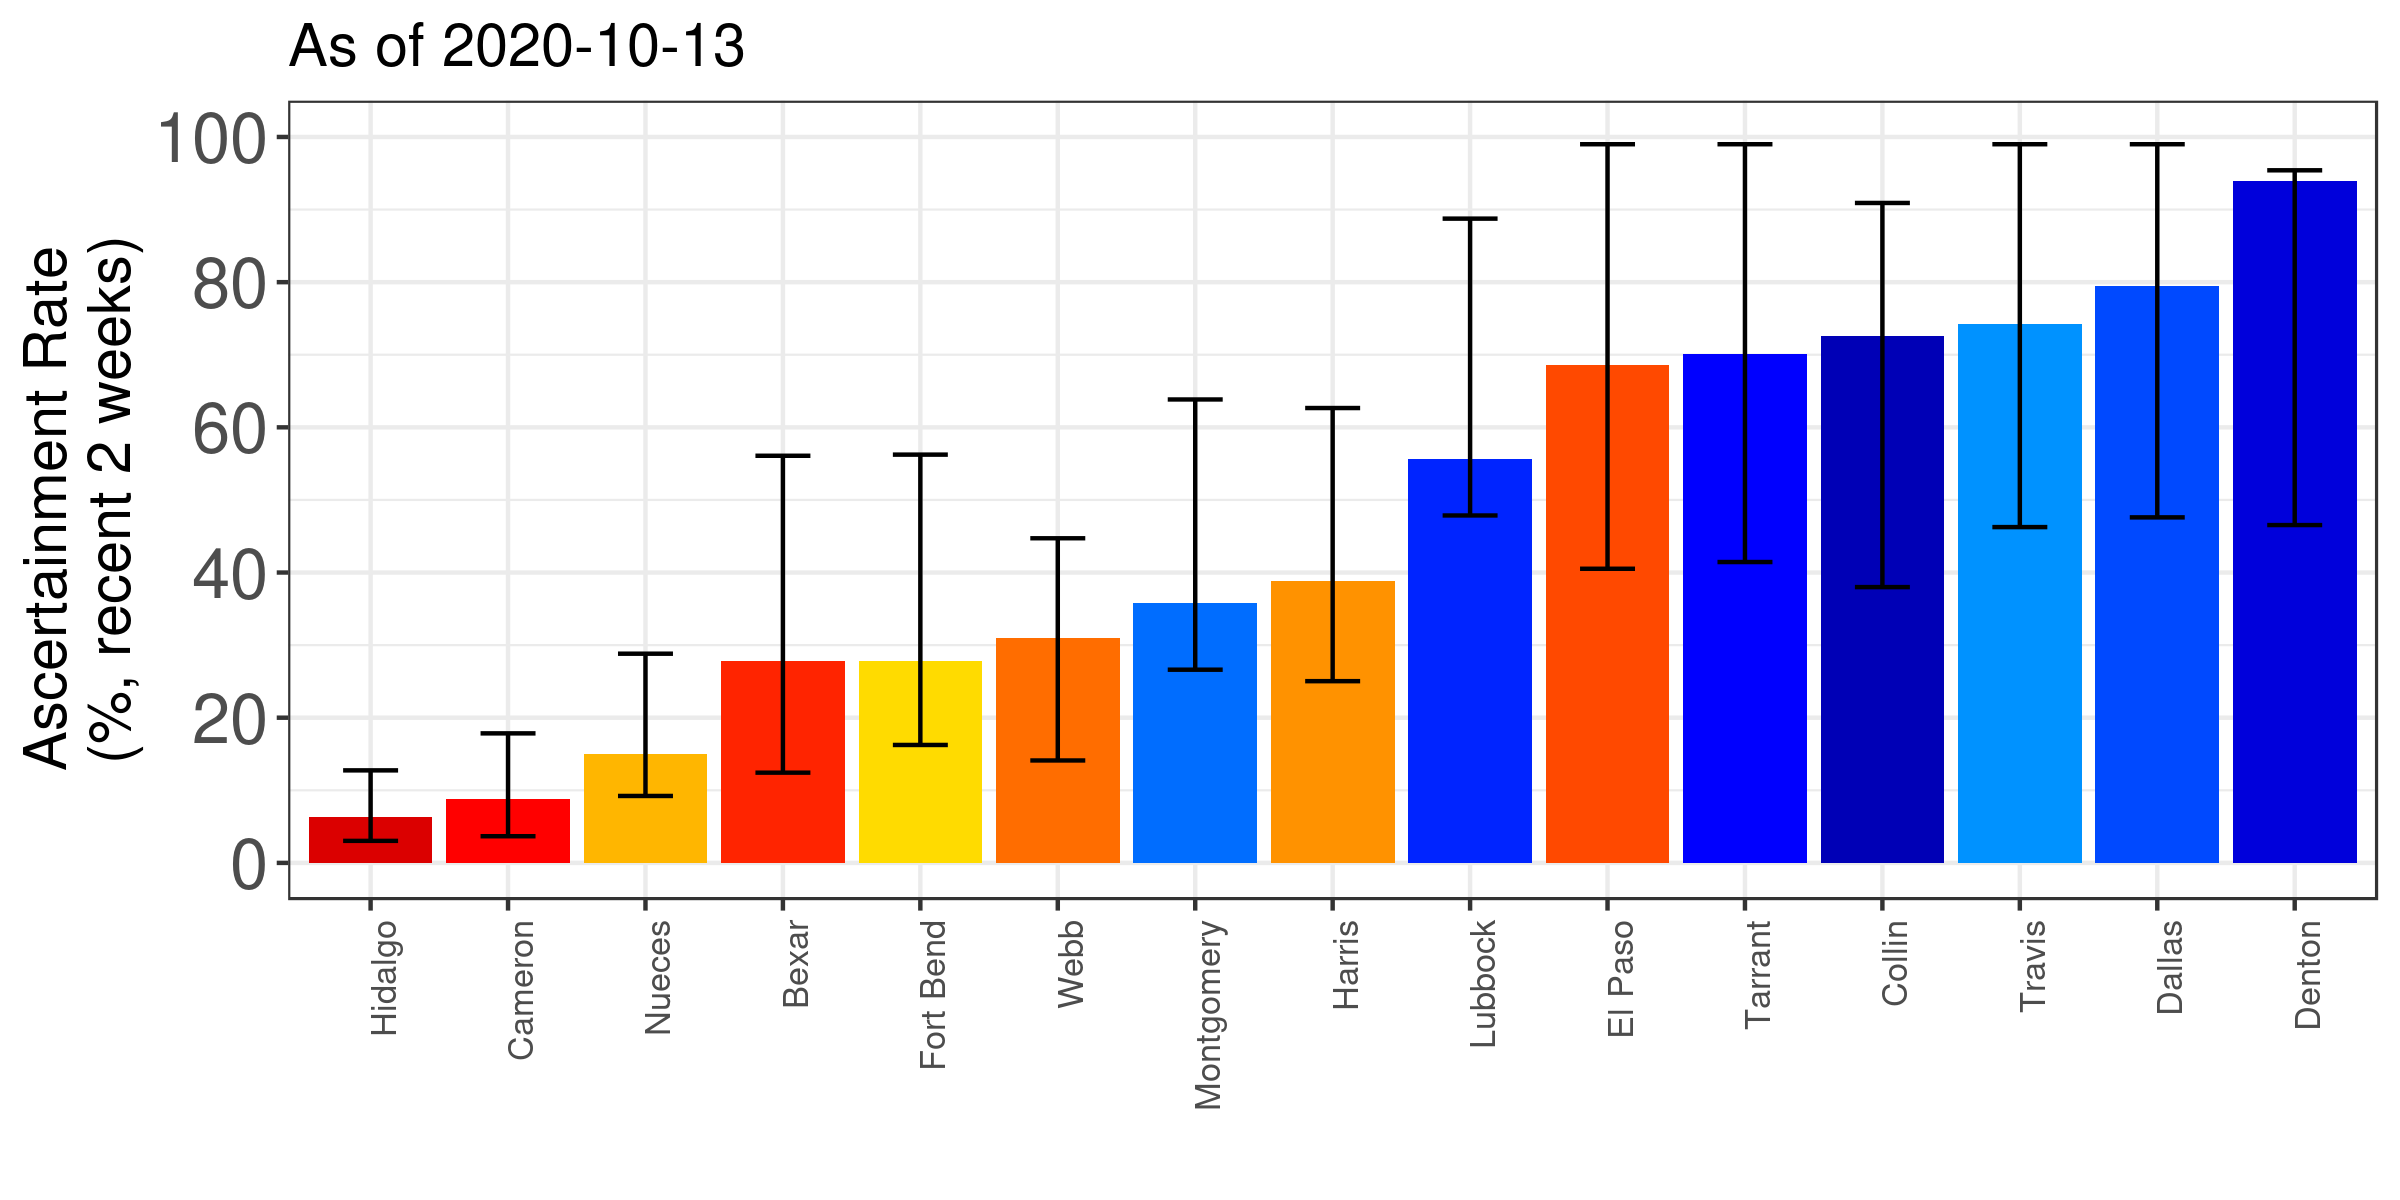 As of 2020-10-13
Ascertainment Rate
(%, recent 2 weeks)
100
80
60
40
20
0
Hidalgo
Cameron
Nueces
Bexar
Fort Bend
Webb
Montgomery
Harris
Lubbock
El Paso
Tarrant
Collin
Travis
Dallas
Denton